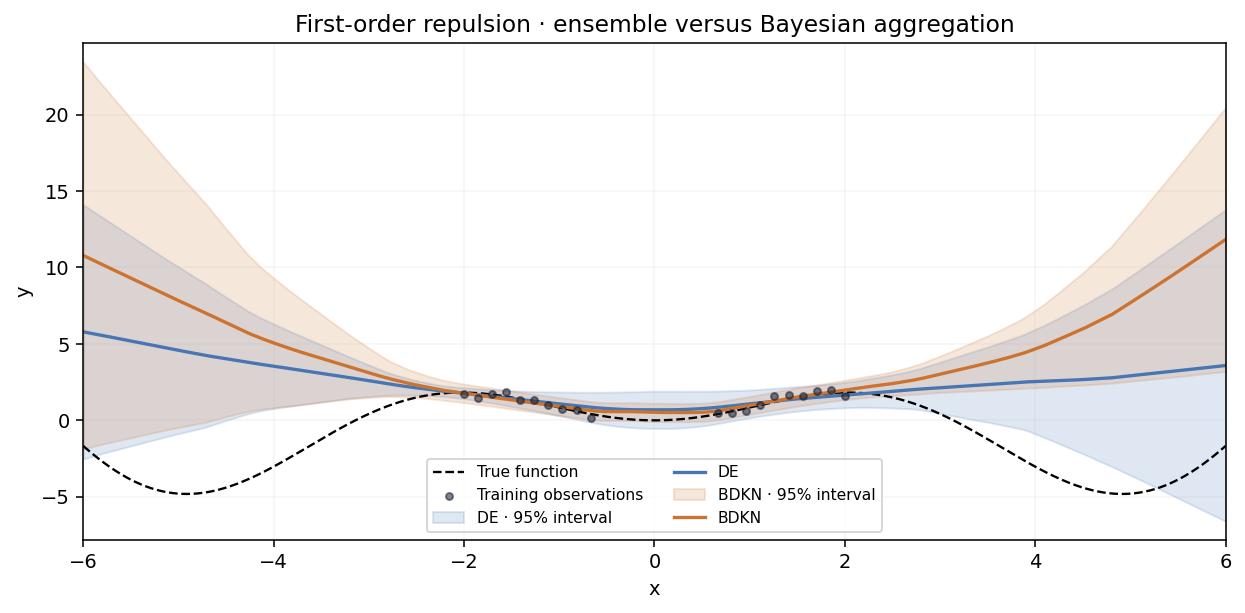 First-order repulsion · ensemble versus Bayesian aggregation
y
20
15
10
5
0
−5
−6
−4
−2
0
2
4
6
x
True function
Training observations
DE · 95% interval
DE
BDKN · 95% interval
BDKN